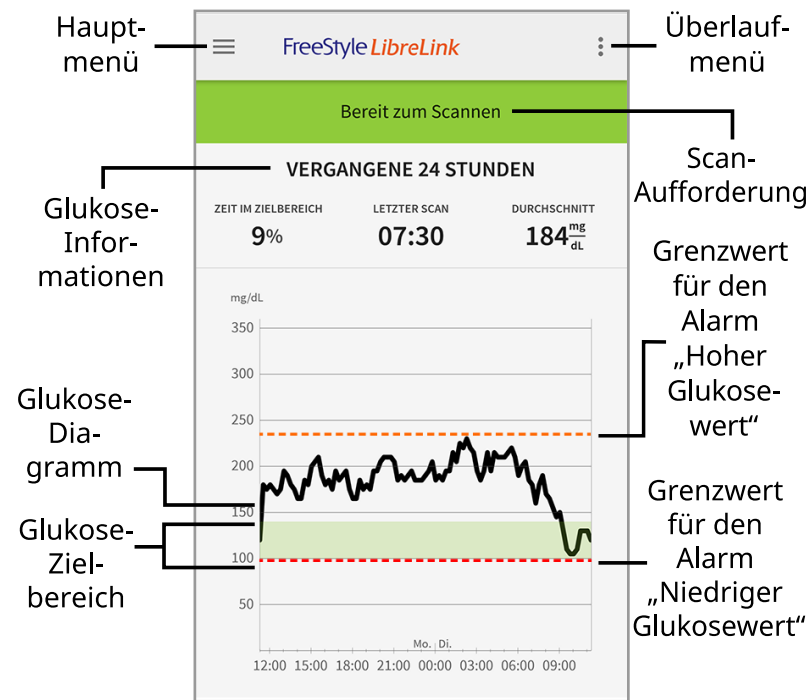 Haupt-
menü
FreeStyle LibreLink
Überlauf-
menü
Bereit zum Scannen
Scan-
Aufforderung
VERGANGENE 24 STUNDEN
Glukose-
Infor-
mationen
ZEIT IM ZIELBEREICH
LETZTER SCAN
DURCHSCHNITT
9%
07:30
184 mg/dL
Grenzwert
für den
Alarm
„Hoher
Glukose-
wert“
mg/dL
350
300
250
200
150
100
50
Glukose-
Dia-
gramm
Glukose-
Ziel-
bereich
Grenzwert
für den
Alarm
„Niedriger
Glukosewert“
Mo. Di.
12:00 15:00 18:00 21:00 00:00 03:00 06:00 09:00